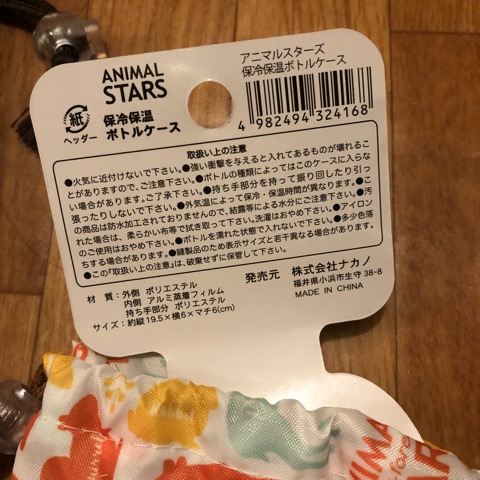 ANIMAL
STARS
紙
ヘッダー
保冷保温
ボトルケース
アニマルスターズ
保冷保温ボトルケース
4 982494 324168
取扱い上の注意
●火気に近付けないで下さい。●強い衝撃を与えると入れてあるものが壊れるこ
とがありますので、ご注意下さい。●ボトルの種類によってはこのケースに入らな
い場合があります。ご了承下さい。●持ち手部分を持って振り回したり引っ
張ったりしないで下さい。●外気温によって保冷・保温時間が異なります。●こ
の商品は防水加工されておりませんので、結露等による水分にご注意下さい。●汚
れた場合は、柔らかい布等で拭き取って下さい。洗濯はおやめ下さい。●アイロン
のご使用はおやめ下さい。●ボトルを濡れた状態で入れないで下さい。●多少色落
ちする場合があります。●縫製品のため表示サイズと若干異なる場合があります。
●この「取扱い上の注意」は、破棄せずに保管して下さい。
材 質：外側 ポリエステル
内側 アルミ蒸着フィルム
持ち手部分 ポリエステル
サイズ：約縦19.5×横6×マチ6(cm)
発売元 株式会社ナカノ
福井県小浜市生守 38-8
MADE IN CHINA